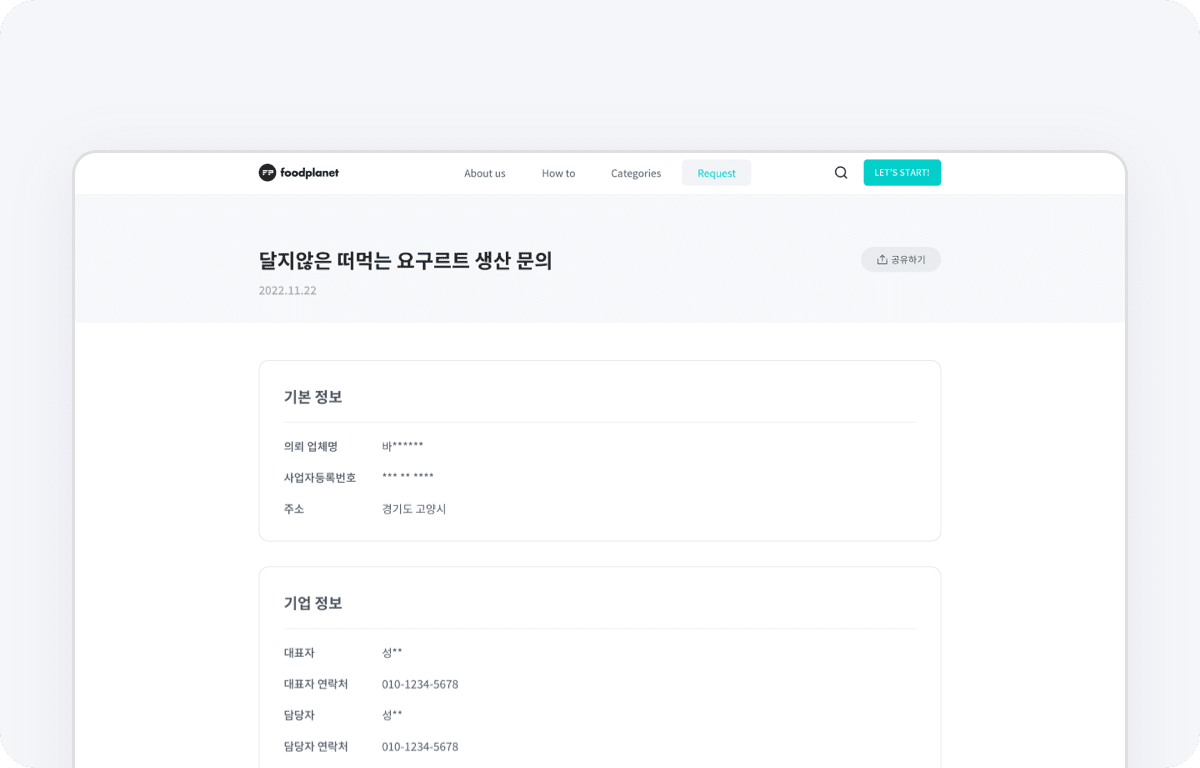 FP foodplanet About us How to Categories Request LET'S START!
달지않은 떠먹는 요구르트 생산 문의 공유하기
2022.11.22
기본 정보
의뢰 업체명 바******
사업자등록번호 *** ** ****
주소 경기도 고양시
기업 정보
대표자 성**
대표자 연락처 010-1234-5678
담당자 성**
담당자 연락처 010-1234-5678